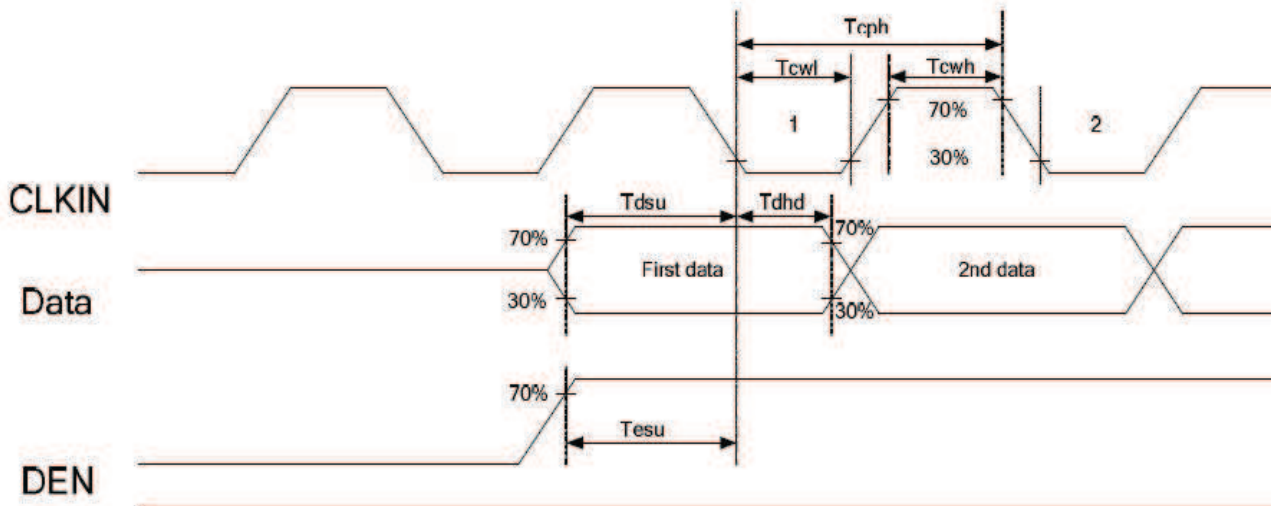 Tcph
Tcwl Tcwh
1 70% 2
30%
CLKIN
Tdsu Tdhd
70% 70%
First data 2nd data
Data
30% 30%
70%
Tesu
DEN